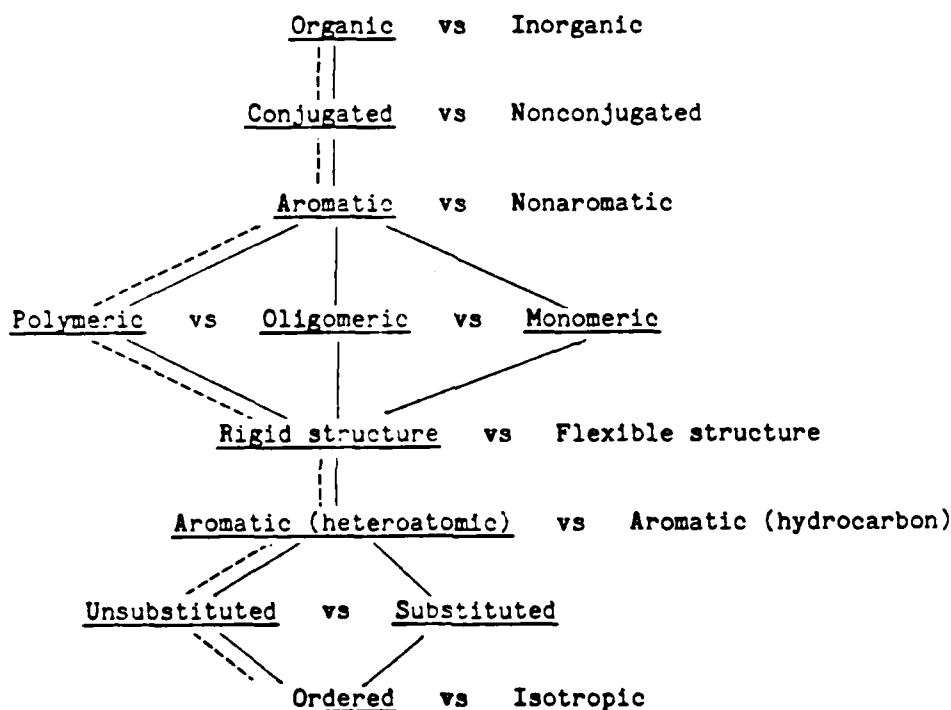 Organic vs Inorganic
Conjugated vs Nonconjugated
Aromatic vs Nonaromatic
Polymeric vs Oligomeric vs Monomeric
Rigid structure vs Flexible structure
Aromatic (heteroatomic) vs Aromatic (hydrocarbon)
Unsubstituted vs Substituted
Ordered vs Isotropic